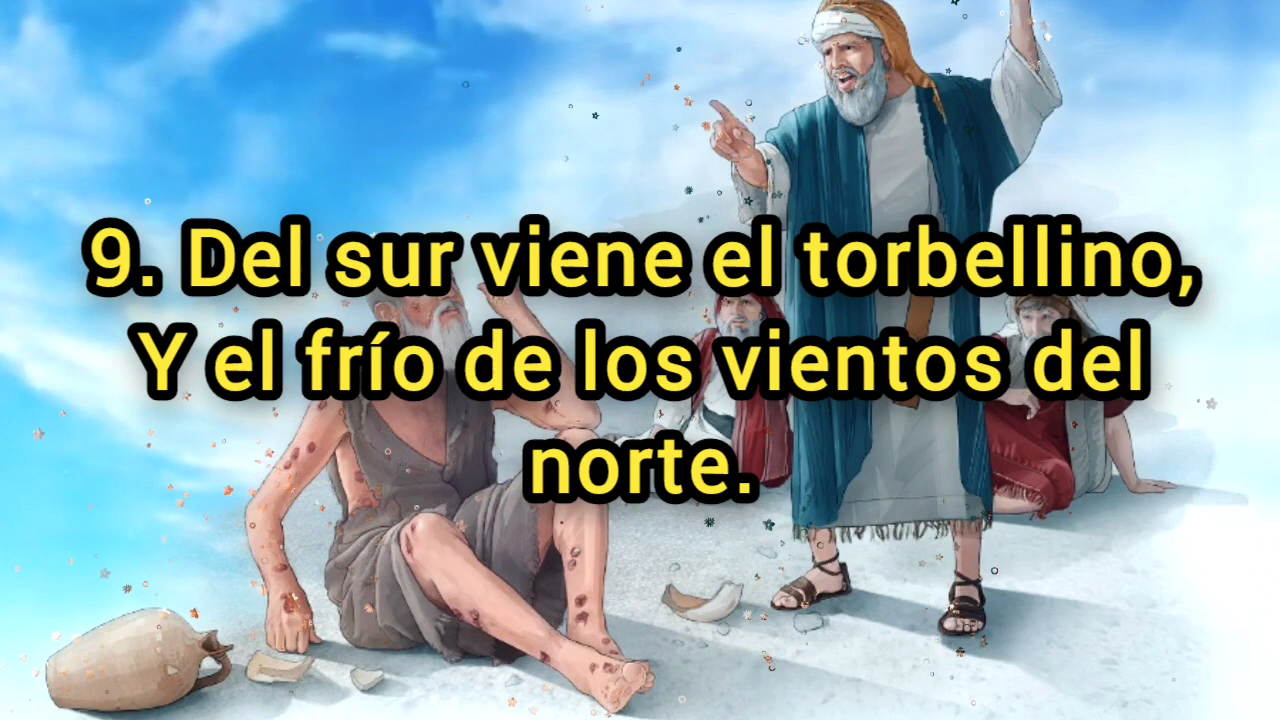 9. Del sur viene el torbellino,
Y el frío de los vientos del
norte.